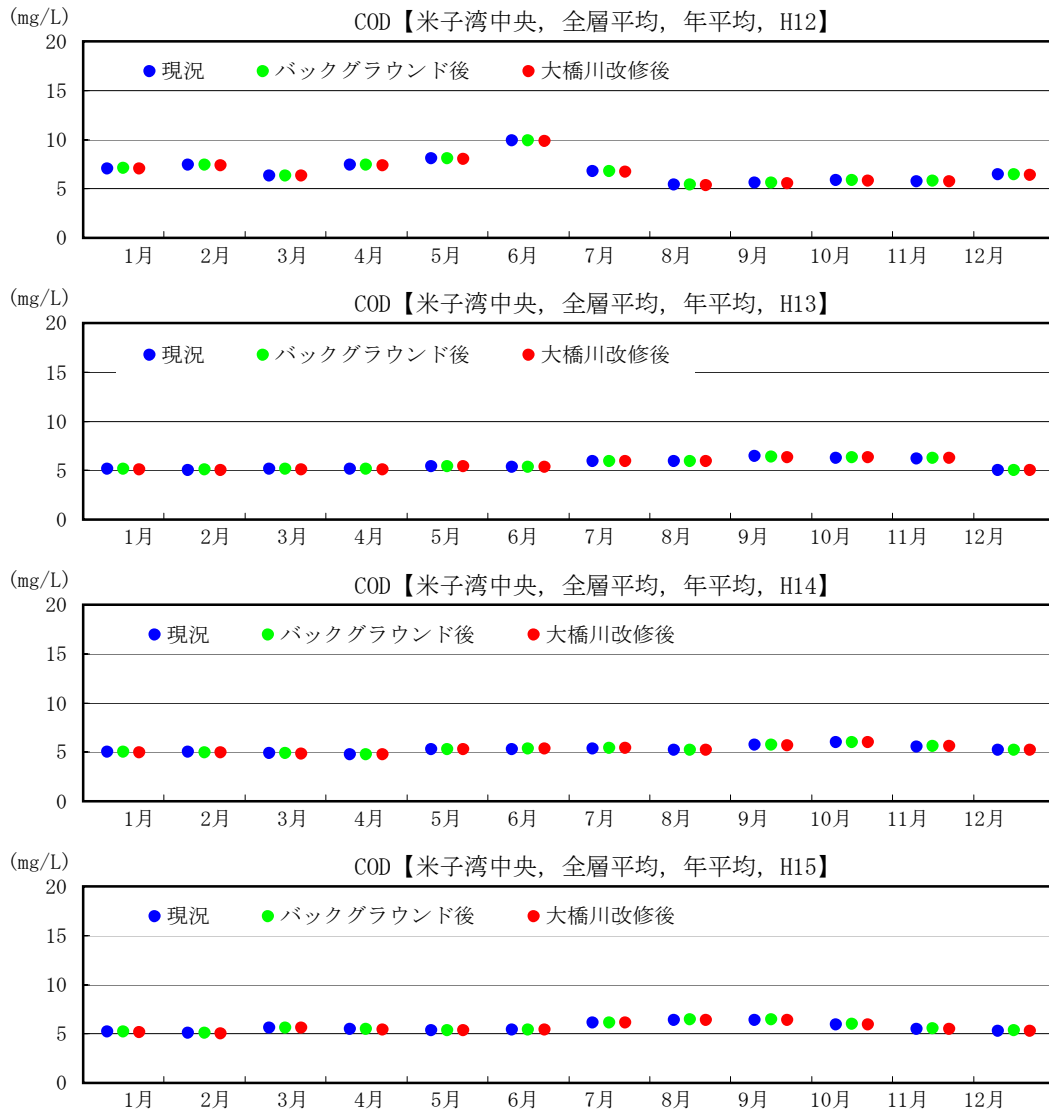 (mg/L) COD【米子湾中央, 全層平均, 年平均, H12】
20
● 現況 ● バックグラウンド後 ● 大橋川改修後
15
10
5
0
1月 2月 3月 4月 5月 6月 7月 8月 9月 10月 11月 12月
(mg/L) COD【米子湾中央, 全層平均, 年平均, H13】
20
● 現況 ● バックグラウンド後 ● 大橋川改修後
15
10
5
0
1月 2月 3月 4月 5月 6月 7月 8月 9月 10月 11月 12月
(mg/L) COD【米子湾中央, 全層平均, 年平均, H14】
20
● 現況 ● バックグラウンド後 ● 大橋川改修後
15
10
5
0
1月 2月 3月 4月 5月 6月 7月 8月 9月 10月 11月 12月
(mg/L) COD【米子湾中央, 全層平均, 年平均, H15】
20
● 現況 ● バックグラウンド後 ● 大橋川改修後
15
10
5
0
1月 2月 3月 4月 5月 6月 7月 8月 9月 10月 11月 12月